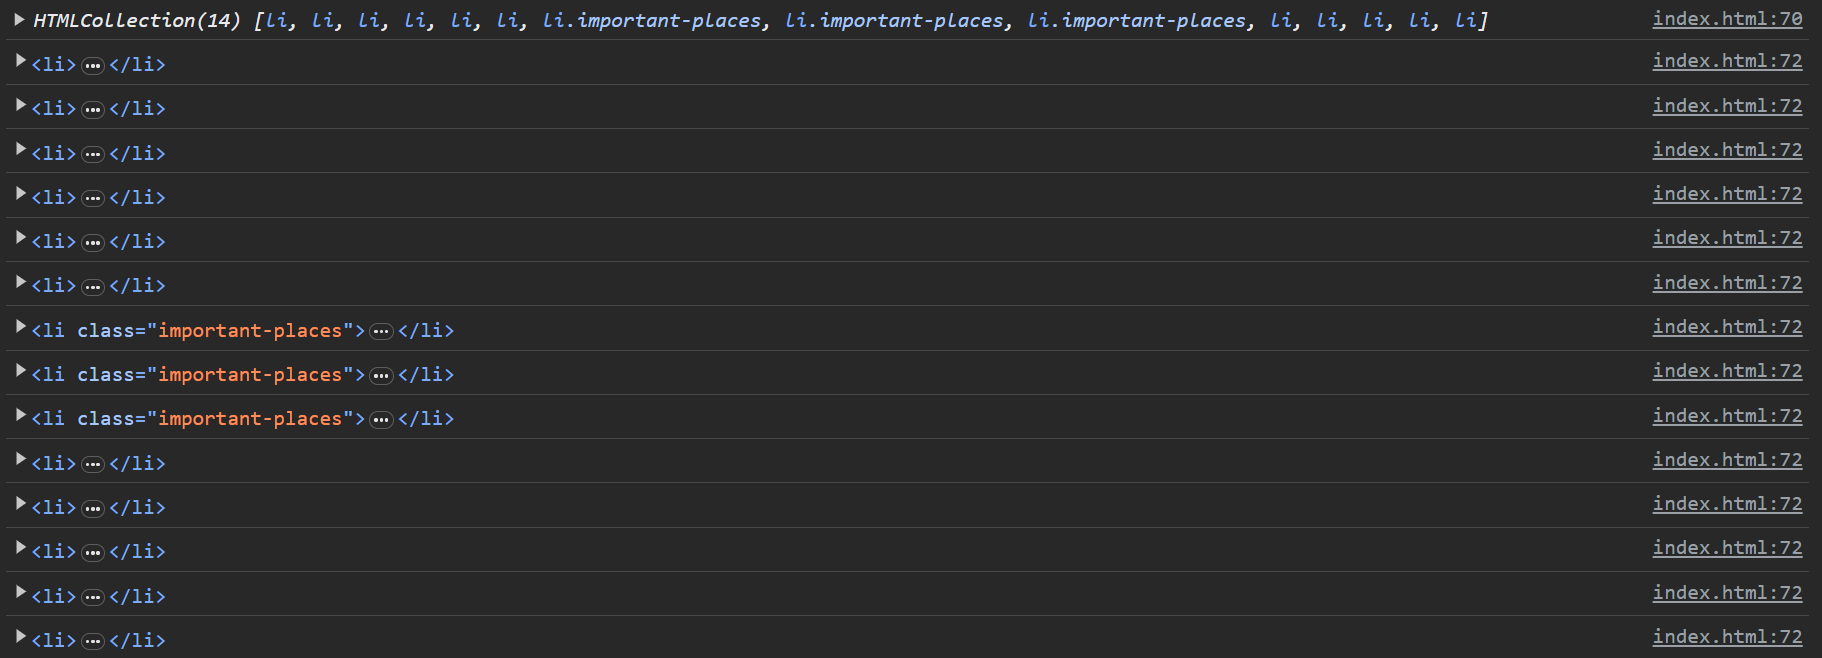 HTMLCollection(14) [li, li, li, li, li, li, li.important-places, li.important-places, li.important-places, li, li, li, li, li] index.html:70
<li>…</li> index.html:72
<li>…</li> index.html:72
<li>…</li> index.html:72
<li>…</li> index.html:72
<li>…</li> index.html:72
<li>…</li> index.html:72
<li class="important-places">…</li> index.html:72
<li class="important-places">…</li> index.html:72
<li class="important-places">…</li> index.html:72
<li>…</li> index.html:72
<li>…</li> index.html:72
<li>…</li> index.html:72
<li>…</li> index.html:72
<li>…</li> index.html:72